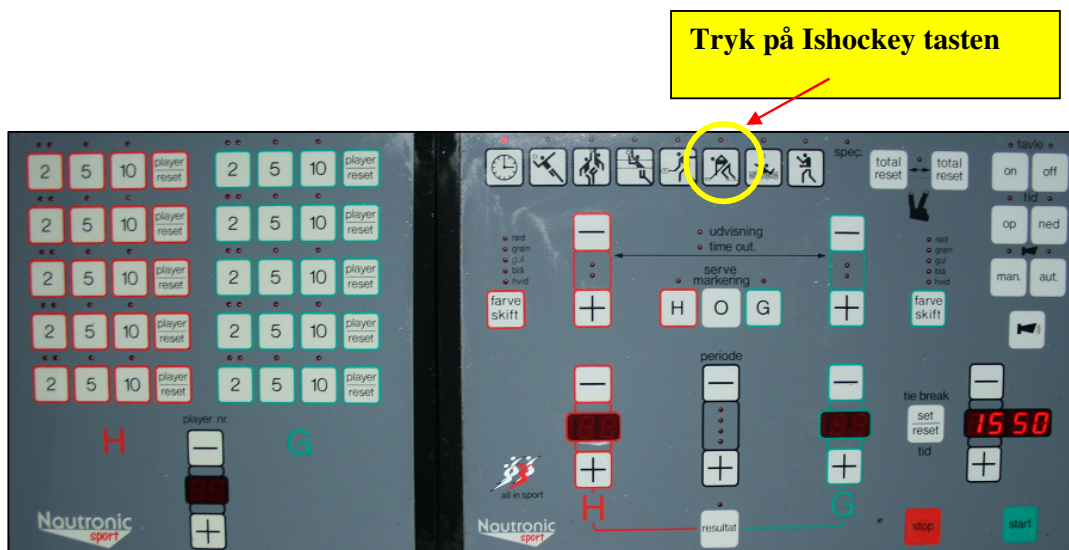 Tryk på Ishockey tasten
2 5 10 player reset 2 5 10 player reset
2 5 10 player reset 2 5 10 player reset
2 5 10 player reset 2 5 10 player reset
2 5 10 player reset 2 5 10 player reset
2 5 10 player reset 2 5 10 player reset
player nr.
H G
−
+
Nautronic
sport
spec.
total reset total reset
tavle
on off
tid
op ned
man. aut.
− −
udvisning
time out.
rød
grøn
gul
blå
hvid
farve
skift
+ +
serve
markering
H O G
rød
grøn
gul
blå
hvid
farve
skift
periode
− − − −
tie break
set
reset
tid
1550
+ + + +
all in sport
H G
Nautronic
sport
resultat
stop start